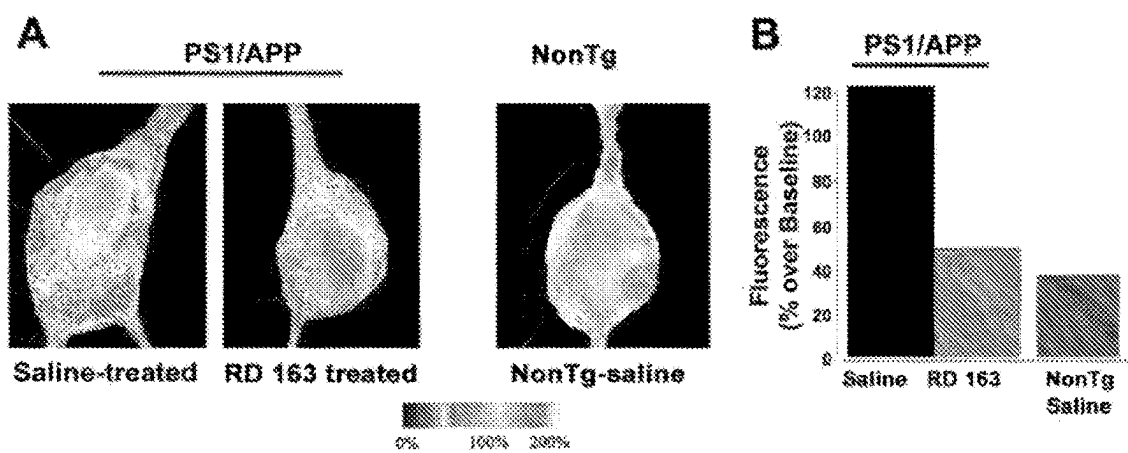 A
PS1/APP
NonTg
Saline-treated
RD 163 treated
NonTg-saline
0%
100%
200%
B
PS1/APP
Fluorescence
(% over Baseline)
120
100
80
60
40
20
0
Saline
RD 163
NonTg
Saline